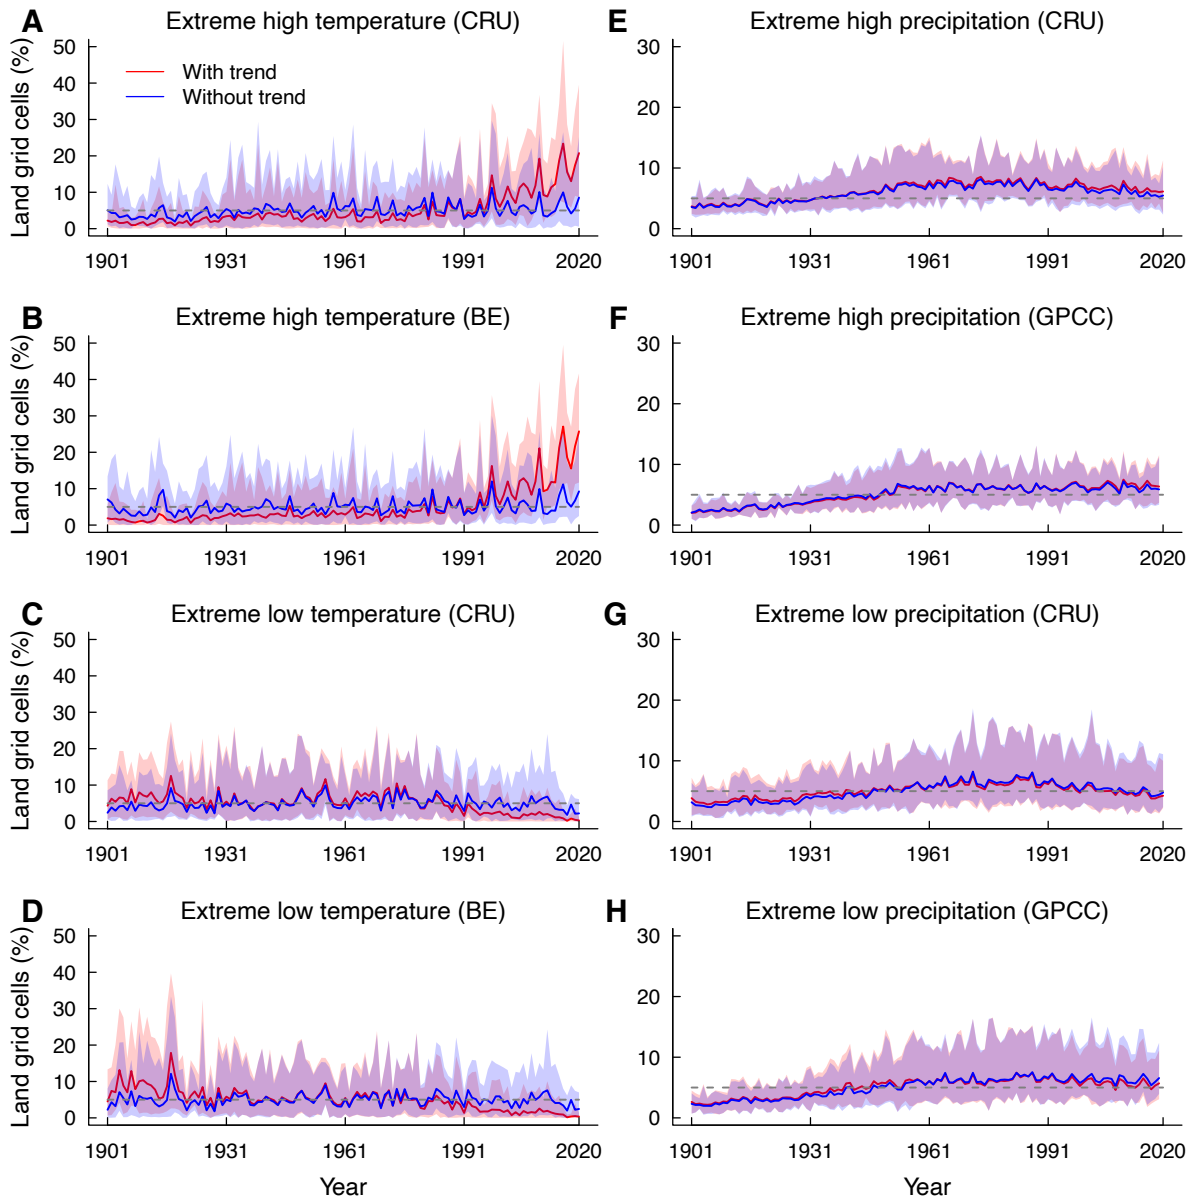 A Extreme high temperature (CRU)
Land grid cells (%)
50
40
30
20
10
0
With trend
Without trend
1901 1931 1961 1991 2020
E Extreme high precipitation (CRU)
30
20
10
0
1901 1931 1961 1991 2020
B Extreme high temperature (BE)
Land grid cells (%)
50
40
30
20
10
0
1901 1931 1961 1991 2020
F Extreme high precipitation (GPCC)
30
20
10
0
1901 1931 1961 1991 2020
C Extreme low temperature (CRU)
Land grid cells (%)
50
40
30
20
10
0
1901 1931 1961 1991 2020
G Extreme low precipitation (CRU)
30
20
10
0
1901 1931 1961 1991 2020
D Extreme low temperature (BE)
Land grid cells (%)
50
40
30
20
10
0
1901 1931 1961 1991 2020
Year
H Extreme low precipitation (GPCC)
30
20
10
0
1901 1931 1961 1991 2020
Year